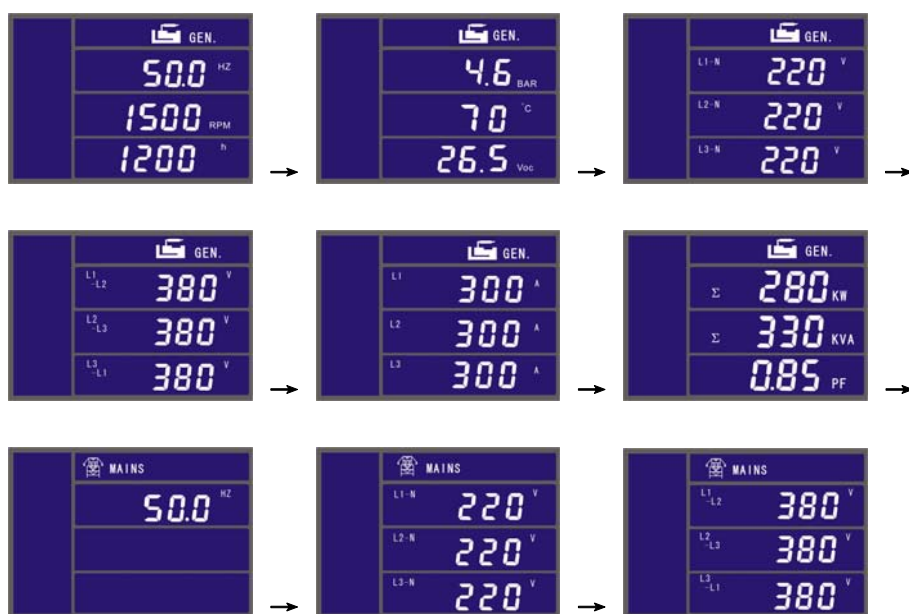 GEN.
50.0 HZ
1500 RPM
1200 h
GEN.
4.6 BAR
70 °C
26.5 Voc
GEN.
L1-N 220 V
L2-N 220 V
L3-N 220 V
GEN.
L1-L2 380 V
L2-L3 380 V
L3-L1 380 V
GEN.
L1 300 A
L2 300 A
L3 300 A
GEN.
Σ 280 KW
Σ 330 KVA
0.85 PF
MAINS
50.0 HZ
MAINS
L1-N 220 V
L2-N 220 V
L3-N 220 V
MAINS
L1-L2 380 V
L2-L3 380 V
L3-L1 380 V